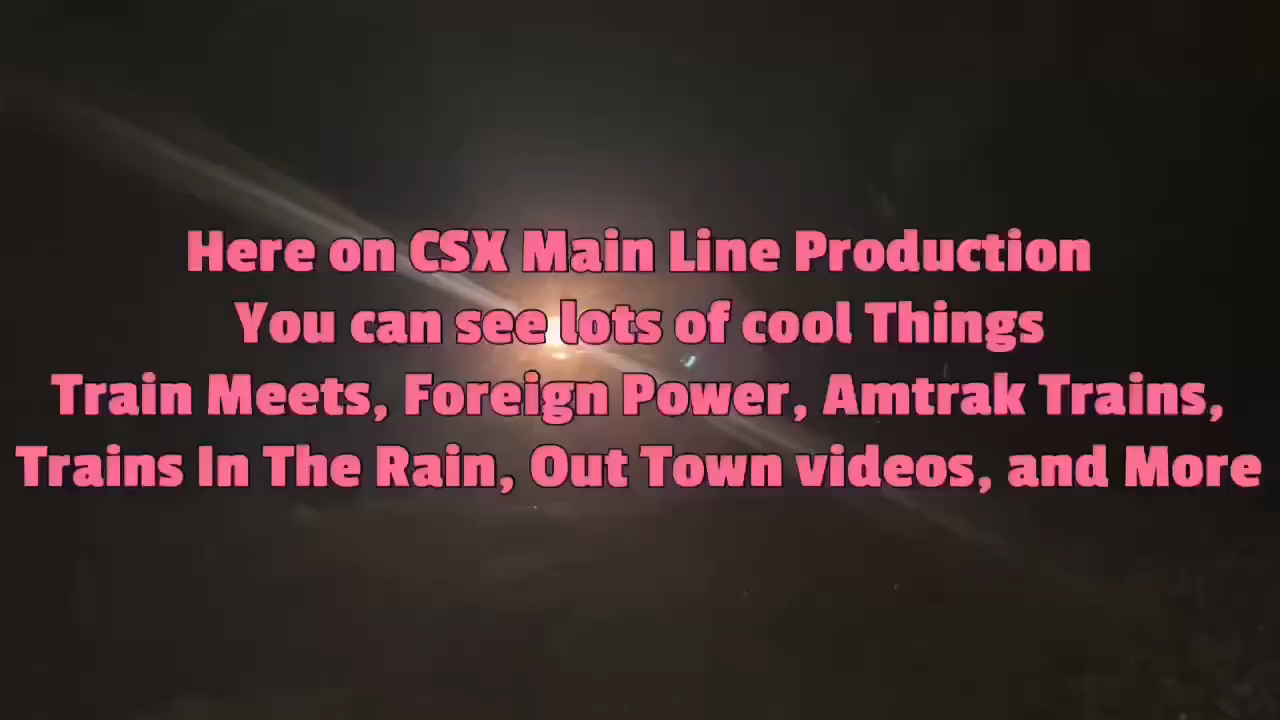 Here on CSX Main Line Production
You can see lots of cool Things
Train Meets, Foreign Power, Amtrak Trains,
Trains In The Rain, Out Town videos, and More